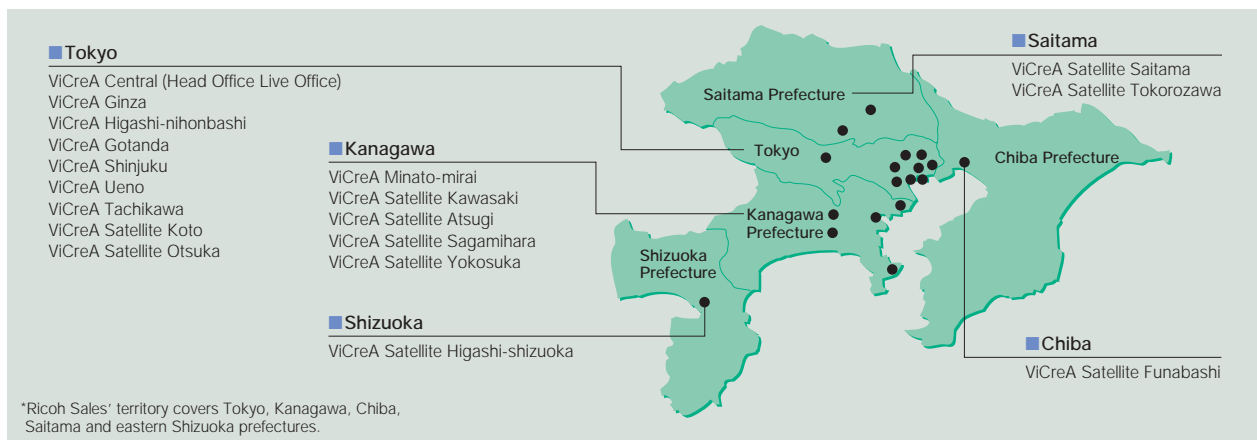 Tokyo
ViCreA Central (Head Office Live Office)
ViCreA Ginza
ViCreA Higashi-nihonbashi
ViCreA Gotanda
ViCreA Shinjuku
ViCreA Ueno
ViCreA Tachikawa
ViCreA Satellite Koto
ViCreA Satellite Otsuka
Kanagawa
ViCreA Minato-mirai
ViCreA Satellite Kawasaki
ViCreA Satellite Atsugi
ViCreA Satellite Sagamihara
ViCreA Satellite Yokosuka
Shizuoka
ViCreA Satellite Higashi-shizuoka
Saitama Prefecture
Tokyo
Kanagawa
Prefecture
Shizuoka
Prefecture
Chiba Prefecture
Saitama
ViCreA Satellite Saitama
ViCreA Satellite Tokorozawa
Chiba
ViCreA Satellite Funabashi
*Ricoh Sales' territory covers Tokyo, Kanagawa, Chiba,
Saitama and eastern Shizuoka prefectures.